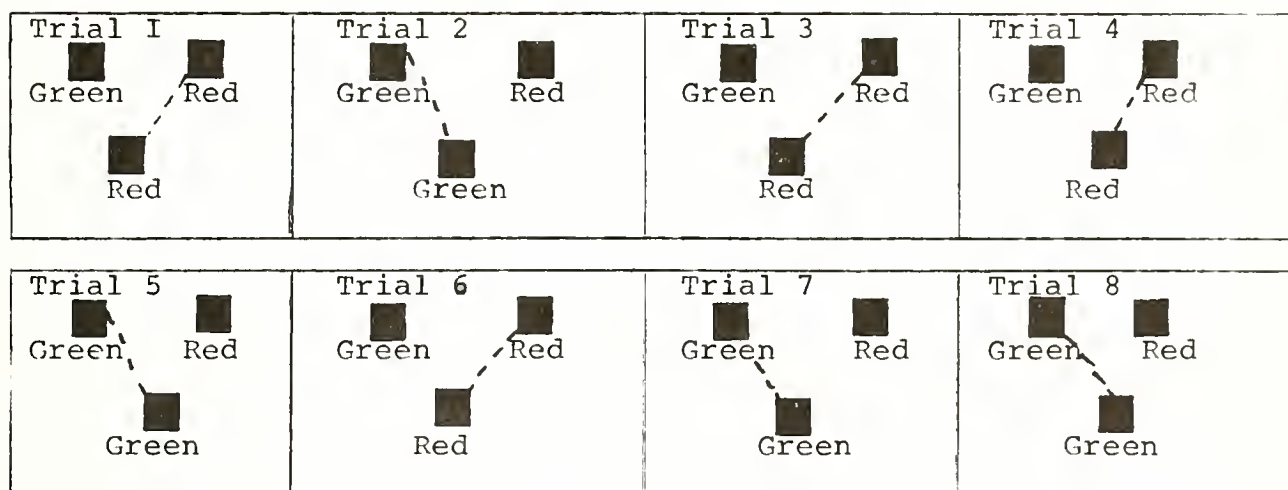 Trial I Trial 2 Trial 3 Trial 4
Green Red Green Red Green Red Green Red
Red Green Red Red
Trial 5 Trial 6 Trial 7 Trial 8
Green Red Green Red Green Red Green Red
Green Red Green Green